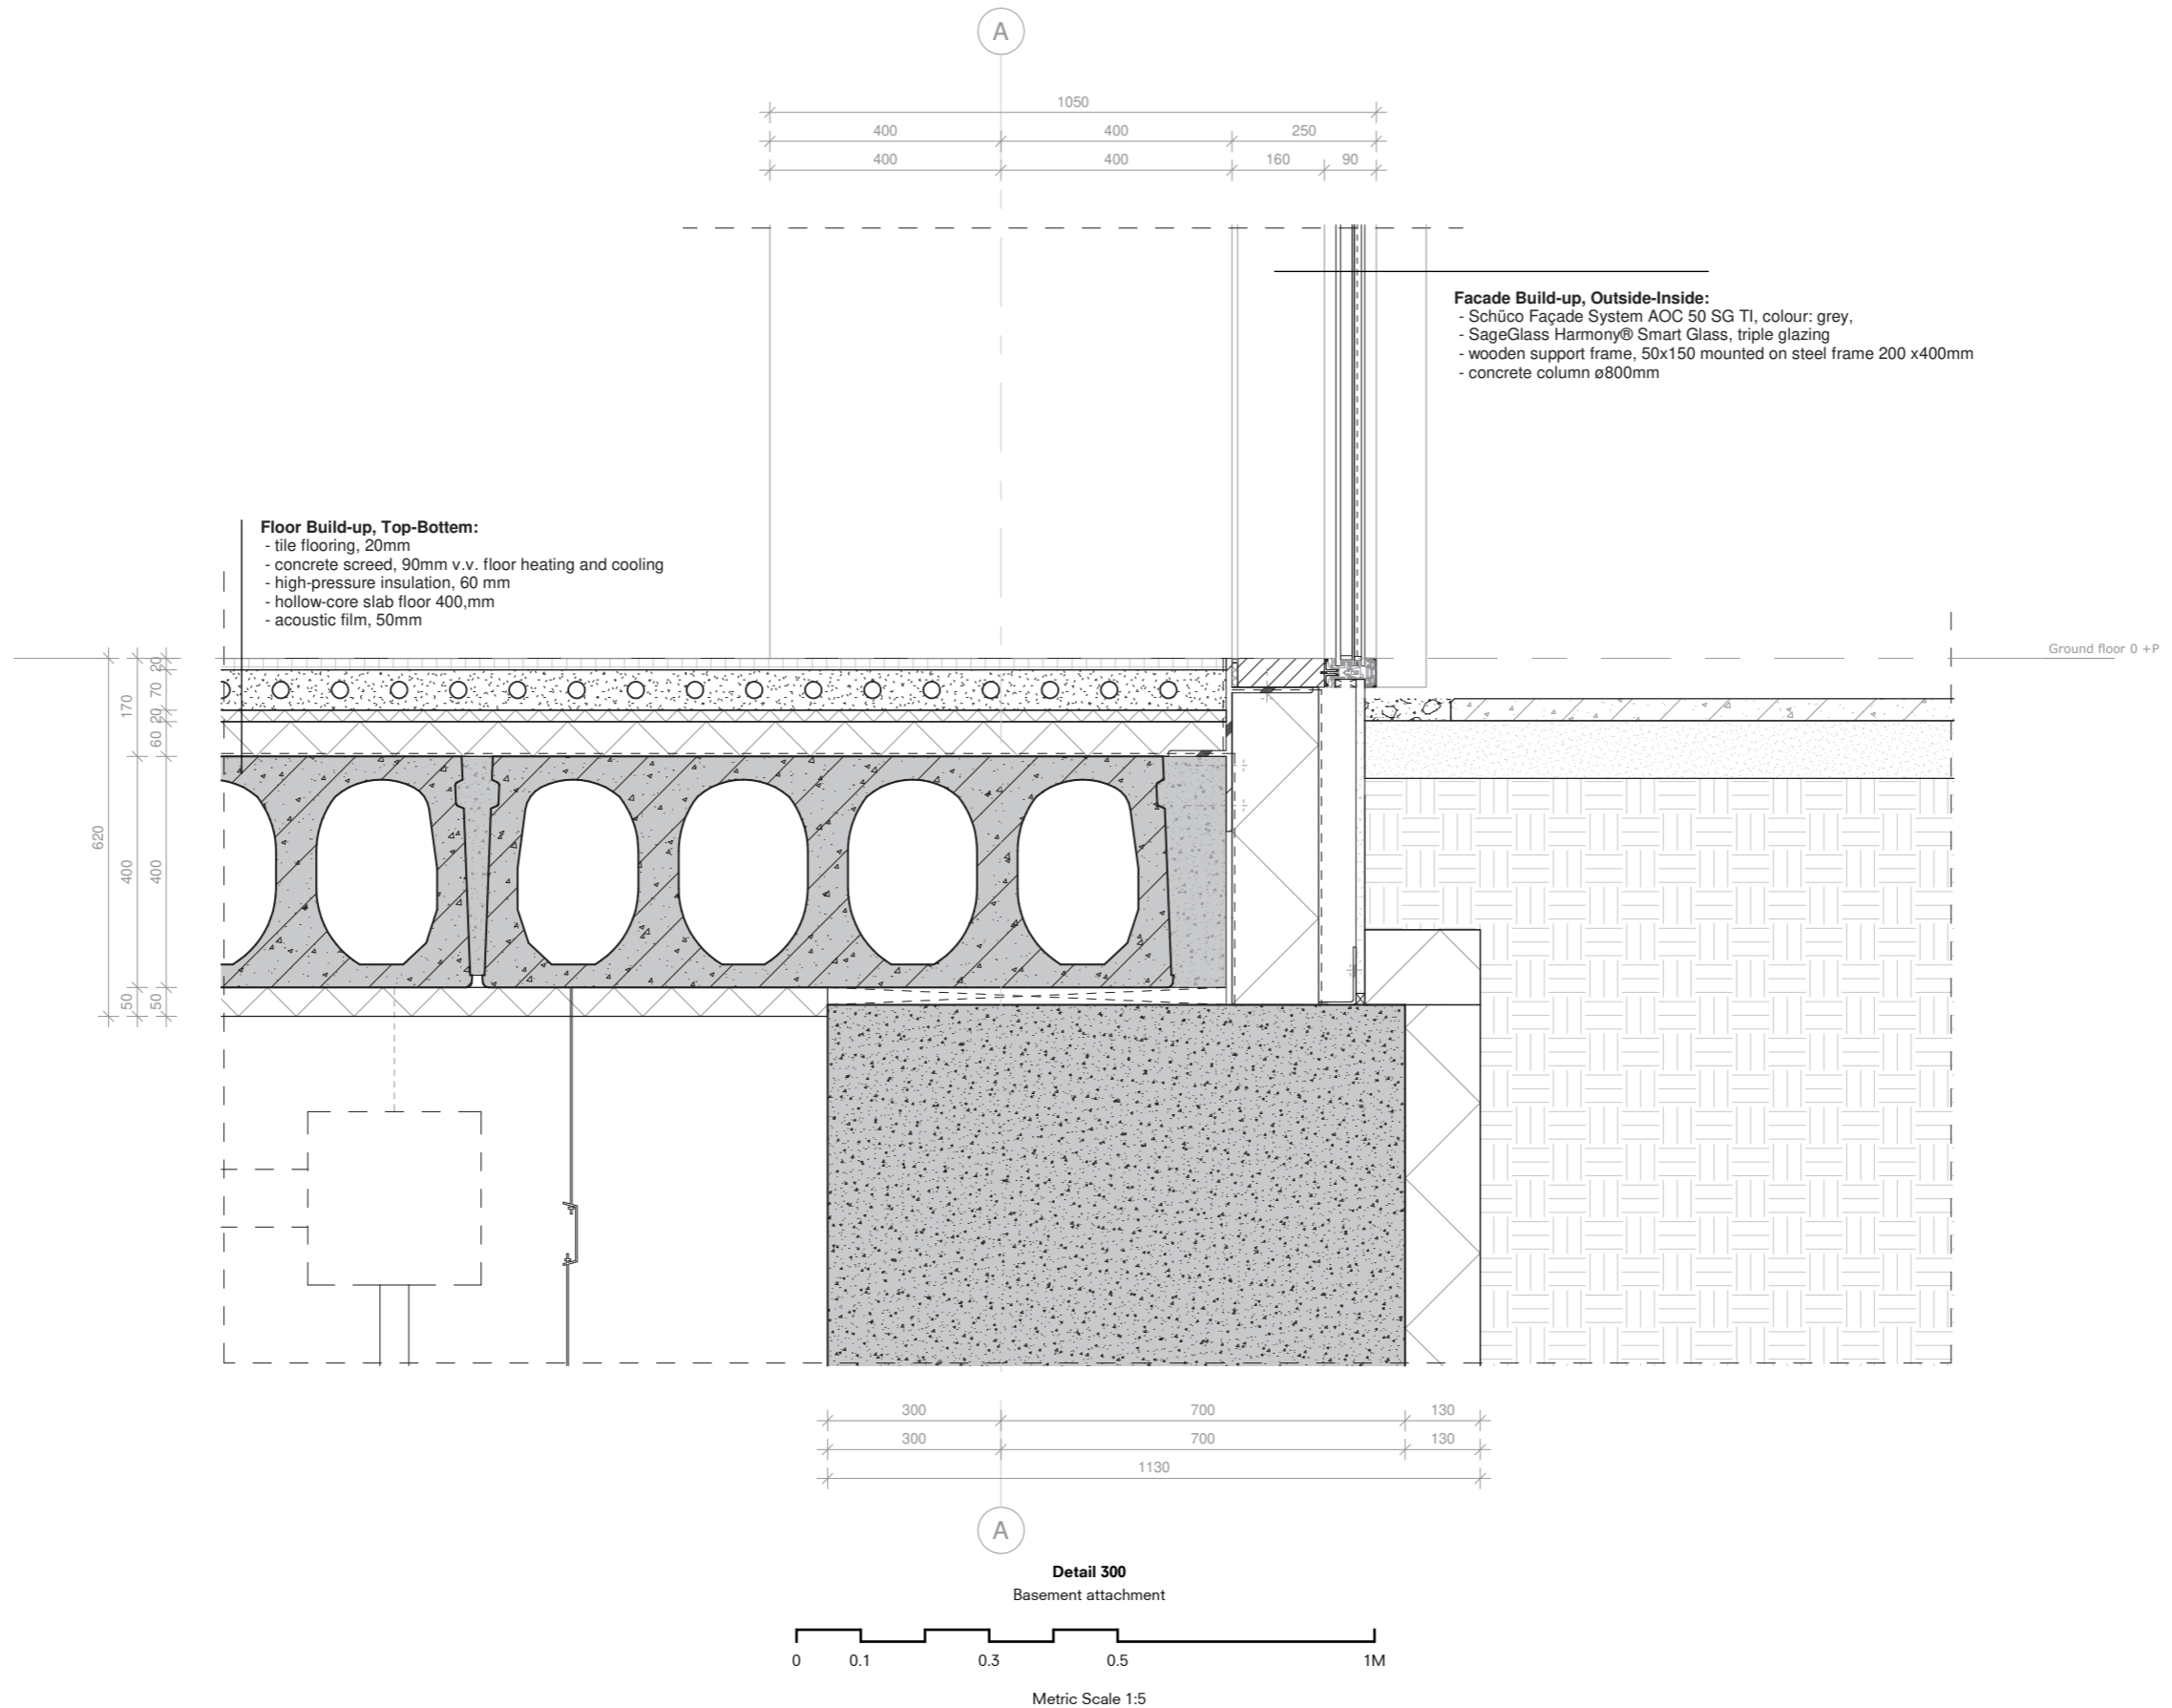 A
1050
400 400 250
400 400 160 90
Facade Build-up, Outside-Inside:
- Schüco Façade System AOC 50 SG TI, colour: grey,
- SageGlass Harmony® Smart Glass, triple glazing
- wooden support frame, 50x150 mounted on steel frame 200 x400mm
- concrete column ø800mm
Floor Build-up, Top-Bottem:
- tile flooring, 20mm
- concrete screed, 90mm v.v. floor heating and cooling
- high-pressure insulation, 60 mm
- hollow-core slab floor 400,mm
- acoustic film, 50mm
Ground floor 0 +P
620
170
400
50
20
70
20
60
400
50
300 700 130
300 700 130
1130
A
Detail 300
Basement attachment
0 0.1 0.3 0.5 1M
Metric Scale 1:5